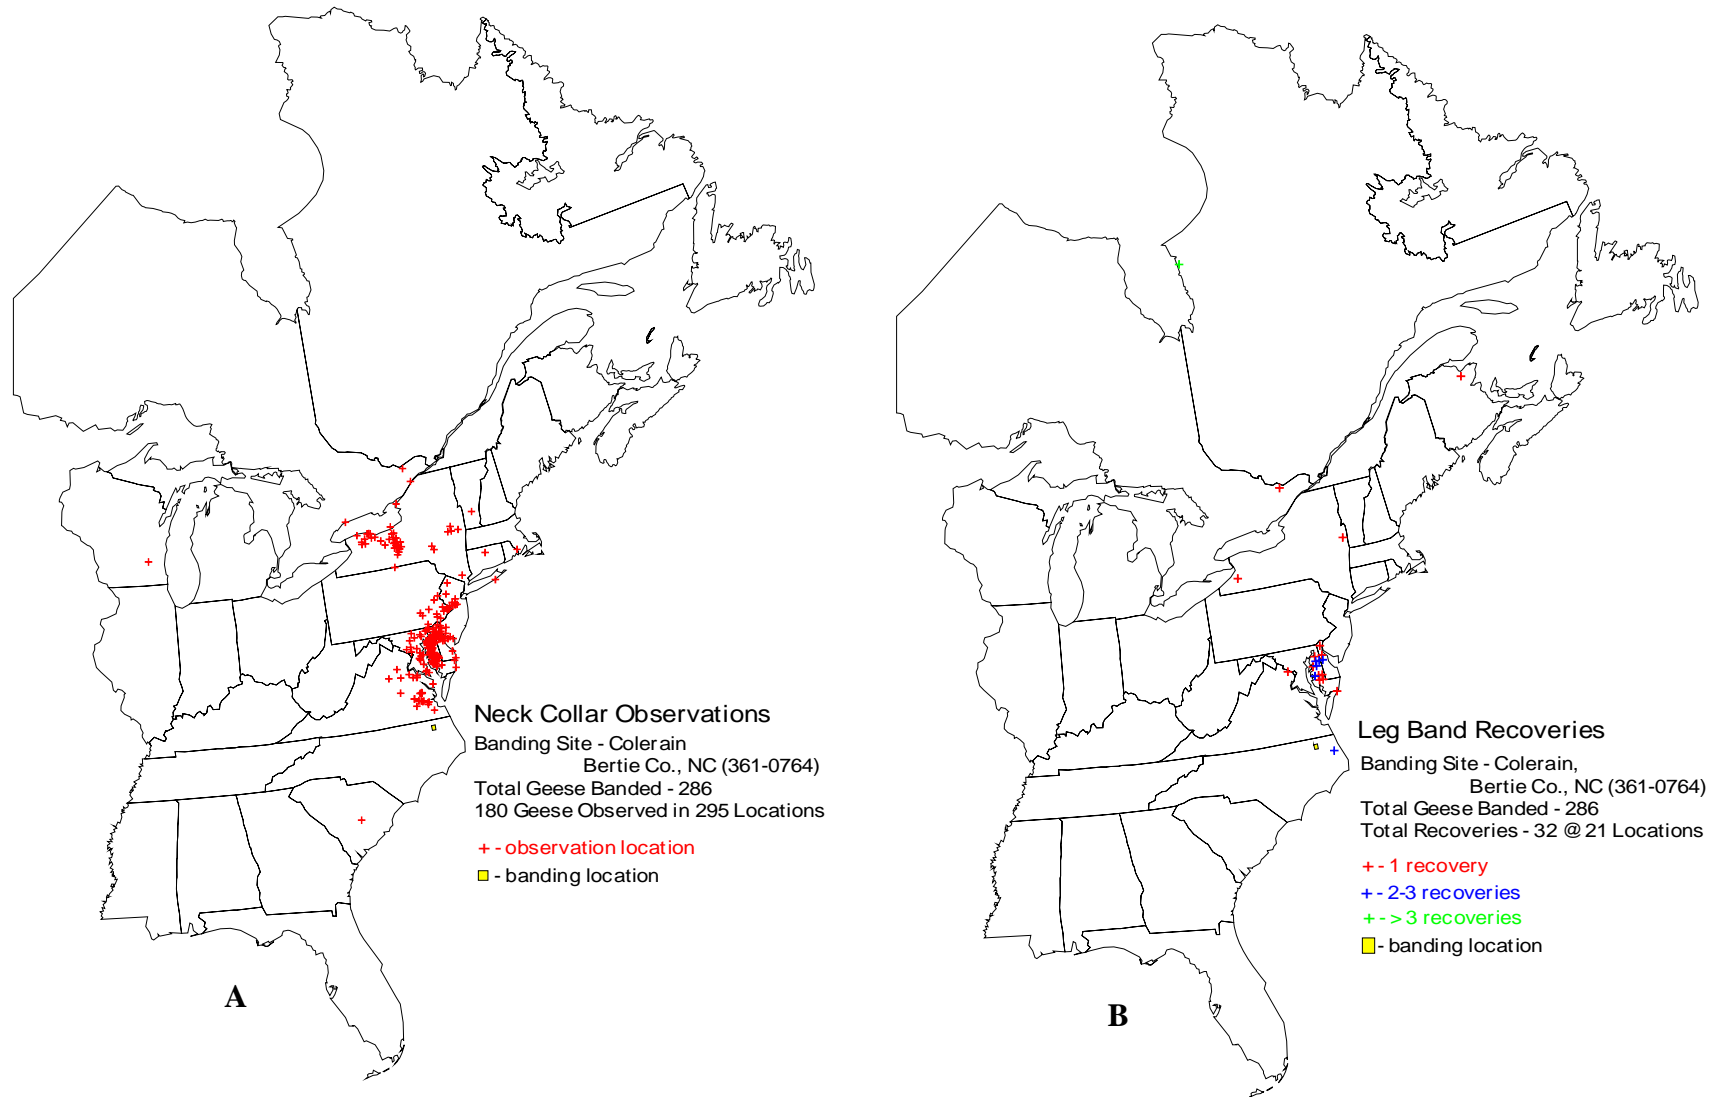 Neck Collar Observations
Banding Site - Colerain
Bertie Co., NC (361-0764)
Total Geese Banded - 286
180 Geese Observed in 295 Locations
+ - observation location
- banding location
A
Leg Band Recoveries
Banding Site - Colerain,
Bertie Co., NC (361-0764)
Total Geese Banded - 286
Total Recoveries - 32 @ 21 Locations
+ - 1 recovery
+ - 2-3 recoveries
+ - > 3 recoveries
- banding location
B